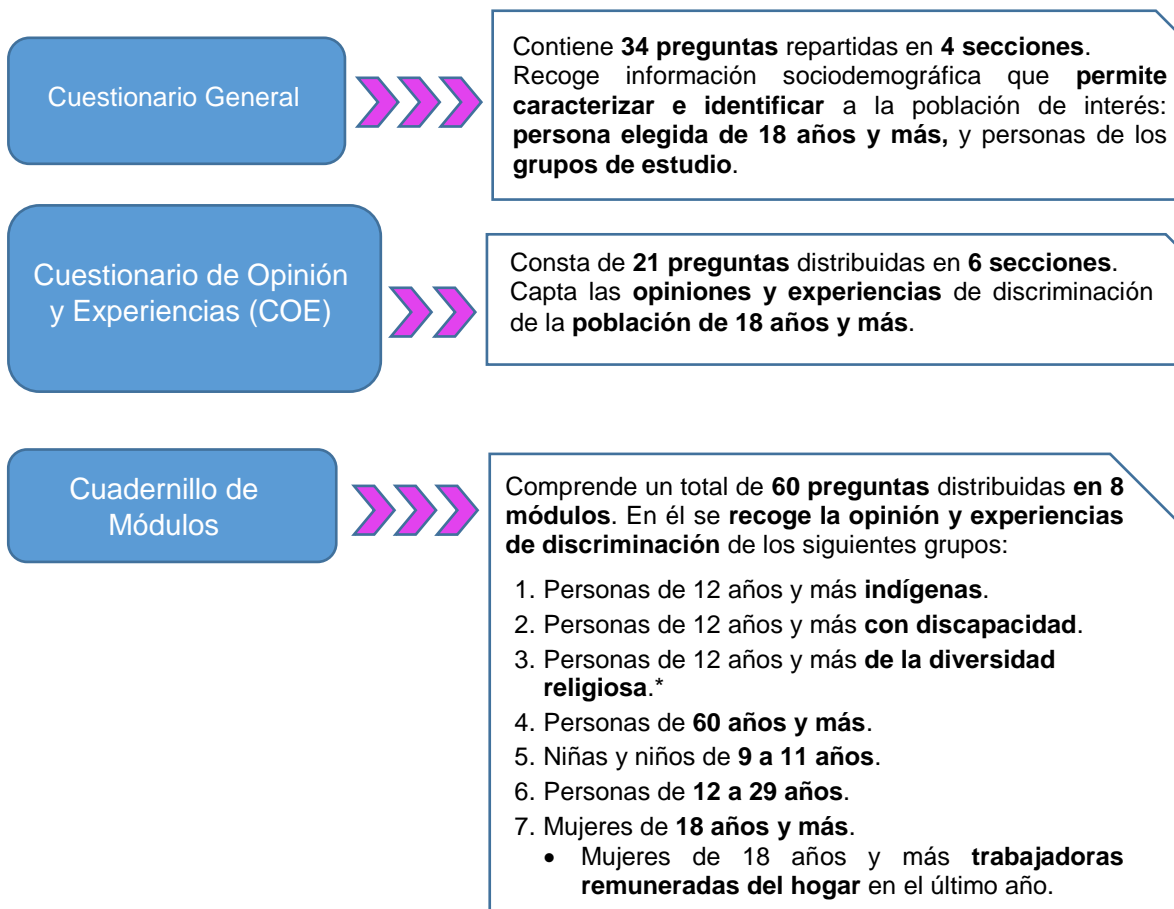 Cuestionario General
Contiene 34 preguntas repartidas en 4 secciones.
Recoge información sociodemográfica que permite
caracterizar e identificar a la población de interés:
persona elegida de 18 años y más, y personas de los
grupos de estudio.
Cuestionario de Opinión
y Experiencias (COE)
Consta de 21 preguntas distribuidas en 6 secciones.
Capta las opiniones y experiencias de discriminación
de la población de 18 años y más.
Cuadernillo de
Módulos
Comprende un total de 60 preguntas distribuidas en 8
módulos. En él se recoge la opinión y experiencias
de discriminación de los siguientes grupos:
1. Personas de 12 años y más indígenas.
2. Personas de 12 años y más con discapacidad.
3. Personas de 12 años y más de la diversidad
religiosa.*
4. Personas de 60 años y más.
5. Niñas y niños de 9 a 11 años.
6. Personas de 12 a 29 años.
7. Mujeres de 18 años y más.
• Mujeres de 18 años y más trabajadoras
remuneradas del hogar en el último año.